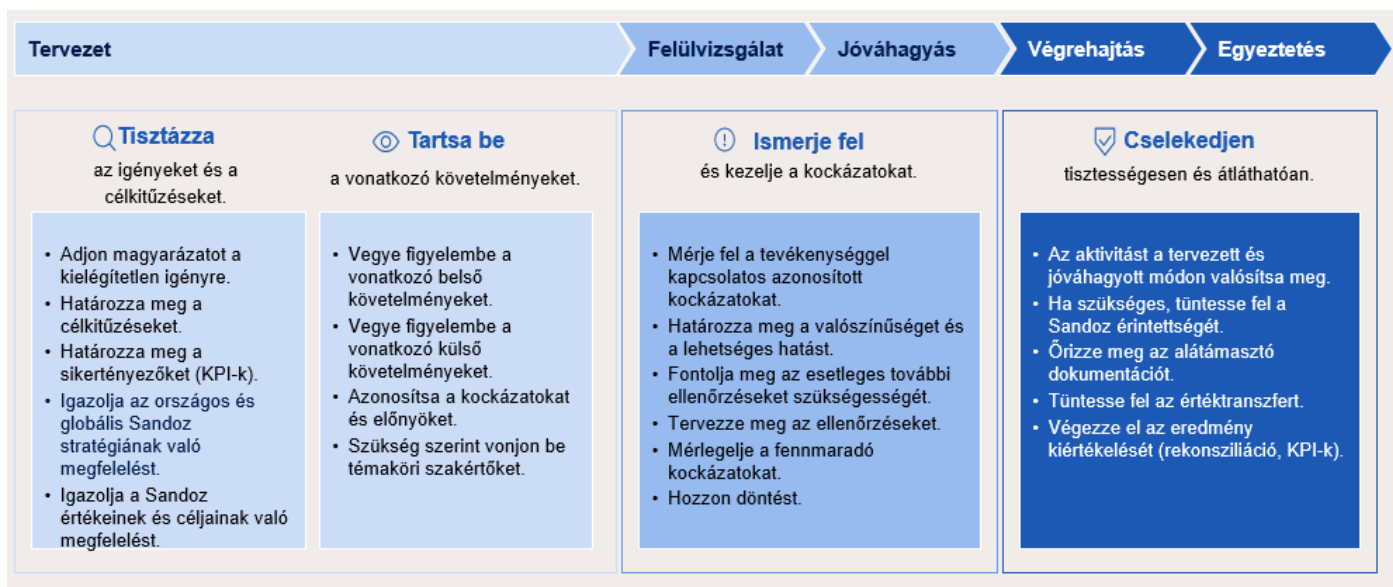 Tervezet
Felülvizsgálat
Jóváhagyás
Végrehajtás
Egyeztetés
Tisztázza
az igényeket és a
célkitűzéseket.
• Adjon magyarázatot a
kielégítetlen igényre.
• Határozza meg a
célkitűzéseket.
• Határozza meg a
sikertényezőket (KPI-k).
• Igazolja az országos és
globális Sandoz
stratégiának való
megfelelést.
• Igazolja a Sandoz
értékeinek és céljainak való
megfelelést.
Tartsa be
a vonatkozó követelményeket.
• Vegye figyelembe a
vonatkozó belső
követelményeket.
• Vegye figyelembe a
vonatkozó külső
követelményeket.
• Azonosítsa a kockázatokat
és előnyöket.
• Szükség szerint vonjon be
témaköri szakértőket.
Ismerje fel
és kezelje a kockázatokat.
• Mérje fel a tevékenységgel
kapcsolatos azonosított
kockázatokat.
• Határozza meg a valószínűséget és
a lehetséges hatást.
• Fontolja meg az esetleges további
ellenőrzéseket szükségességét.
• Tervezze meg az ellenőrzéseket.
• Mérlegelje a fennmaradó
kockázatokat.
• Hozzon döntést.
Cselekedjen
tisztességesen és átláthatóan.
• Az aktivitást a tervezett és
jóváhagyott módon valósítsa meg.
• Ha szükséges, tüntesse fel a
Sandoz érintettségét.
• Őrizze meg az alátámasztó
dokumentációt.
• Tüntesse fel az értéktranszfert.
• Végezze el az eredmény
kiértékelését (rekonsziliáció, KPI-k).